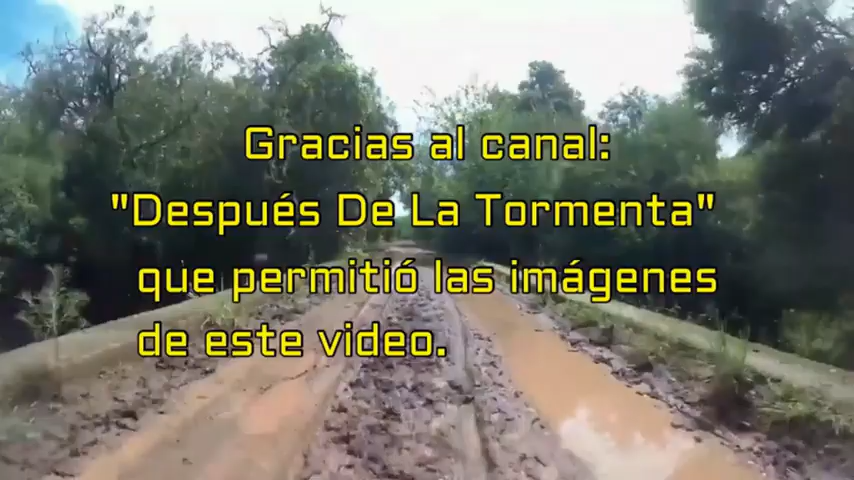 Gracias al canal:
"Después De La Tormenta"
que permitió las imágenes
de este video.